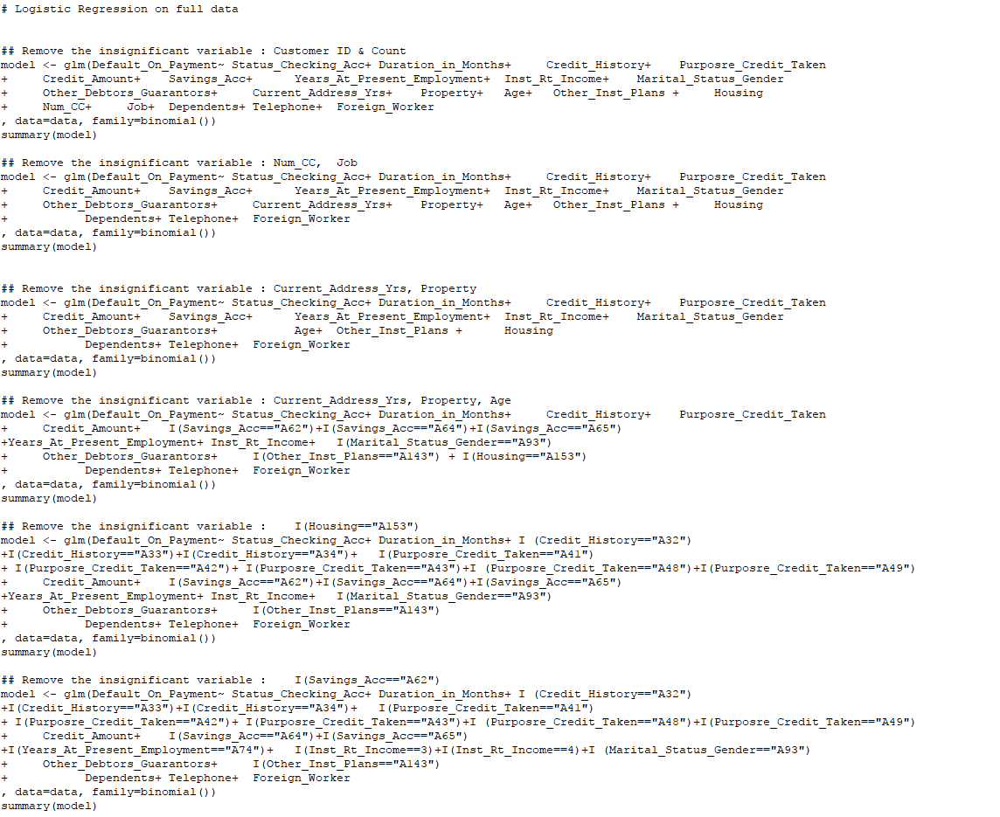 # Logistic Regression on full data
## Remove the insignificant variable : Customer ID & Count
model <- glm(Default_On_Payment~ Status_Checking_Acc+ Duration_in_Months+     Credit_History+    Purposre_Credit_Taken
+     Credit_Amount+    Savings_Acc+      Years_At_Present_Employment+  Inst_Rt_Income+    Marital_Status_Gender
+     Other_Debtors_Guarantors+     Current_Address_Yrs+    Property+   Age+   Other_Inst_Plans +     Housing
+     Num_CC+     Job+  Dependents+ Telephone+  Foreign_Worker
, data=data, family=binomial())
summary(model)
## Remove the insignificant variable : Num_CC,  Job
model <- glm(Default_On_Payment~ Status_Checking_Acc+ Duration_in_Months+     Credit_History+    Purposre_Credit_Taken
+     Credit_Amount+    Savings_Acc+      Years_At_Present_Employment+  Inst_Rt_Income+    Marital_Status_Gender
+     Other_Debtors_Guarantors+     Current_Address_Yrs+    Property+   Age+   Other_Inst_Plans +     Housing
+           Dependents+ Telephone+  Foreign_Worker
, data=data, family=binomial())
summary(model)
## Remove the insignificant variable : Current_Address_Yrs, Property
model <- glm(Default_On_Payment~ Status_Checking_Acc+ Duration_in_Months+     Credit_History+    Purposre_Credit_Taken
+     Credit_Amount+    Savings_Acc+      Years_At_Present_Employment+  Inst_Rt_Income+    Marital_Status_Gender
+     Other_Debtors_Guarantors+           Age+  Other_Inst_Plans +      Housing
+           Dependents+ Telephone+  Foreign_Worker
, data=data, family=binomial())
summary(model)
## Remove the insignificant variable : Current_Address_Yrs, Property, Age
model <- glm(Default_On_Payment~ Status_Checking_Acc+ Duration_in_Months+     Credit_History+    Purposre_Credit_Taken
+     Credit_Amount+    I(Savings_Acc=="A62")+I(Savings_Acc=="A64")+I(Savings_Acc=="A65")
+Years_At_Present_Employment+ Inst_Rt_Income+   I(Marital_Status_Gender=="A93")
+     Other_Debtors_Guarantors+     I(Other_Inst_Plans=="A143") + I(Housing=="A153")
+           Dependents+ Telephone+  Foreign_Worker
, data=data, family=binomial())
summary(model)
## Remove the insignificant variable :    I(Housing=="A153")
model <- glm(Default_On_Payment~ Status_Checking_Acc+ Duration_in_Months+ I (Credit_History=="A32")
+I(Credit_History=="A33")+I(Credit_History=="A34")+   I(Purposre_Credit_Taken=="A41")
+ I(Purposre_Credit_Taken=="A42")+ I(Purposre_Credit_Taken=="A43")+I (Purposre_Credit_Taken=="A48")+I(Purposre_Credit_Taken=="A49")
+     Credit_Amount+    I(Savings_Acc=="A62")+I(Savings_Acc=="A64")+I(Savings_Acc=="A65")
+Years_At_Present_Employment+ Inst_Rt_Income+   I(Marital_Status_Gender=="A93")
+     Other_Debtors_Guarantors+     I(Other_Inst_Plans=="A143")
+           Dependents+ Telephone+  Foreign_Worker
, data=data, family=binomial())
summary(model)
## Remove the insignificant variable :    I(Savings_Acc=="A62")
model <- glm(Default_On_Payment~ Status_Checking_Acc+ Duration_in_Months+ I (Credit_History=="A32")
+I(Credit_History=="A33")+I(Credit_History=="A34")+   I(Purposre_Credit_Taken=="A41")
+ I(Purposre_Credit_Taken=="A42")+ I(Purposre_Credit_Taken=="A43")+I (Purposre_Credit_Taken=="A48")+I(Purposre_Credit_Taken=="A49")
+     Credit_Amount+    I(Savings_Acc=="A64")+I(Savings_Acc=="A65")
+I(Years_At_Present_Employment=="A74")+   I(Inst_Rt_Income==3)+I(Inst_Rt_Income==4)+I (Marital_Status_Gender=="A93")
+     Other_Debtors_Guarantors+     I(Other_Inst_Plans=="A143")
+           Dependents+ Telephone+  Foreign_Worker
, data=data, family=binomial())
summary(model)